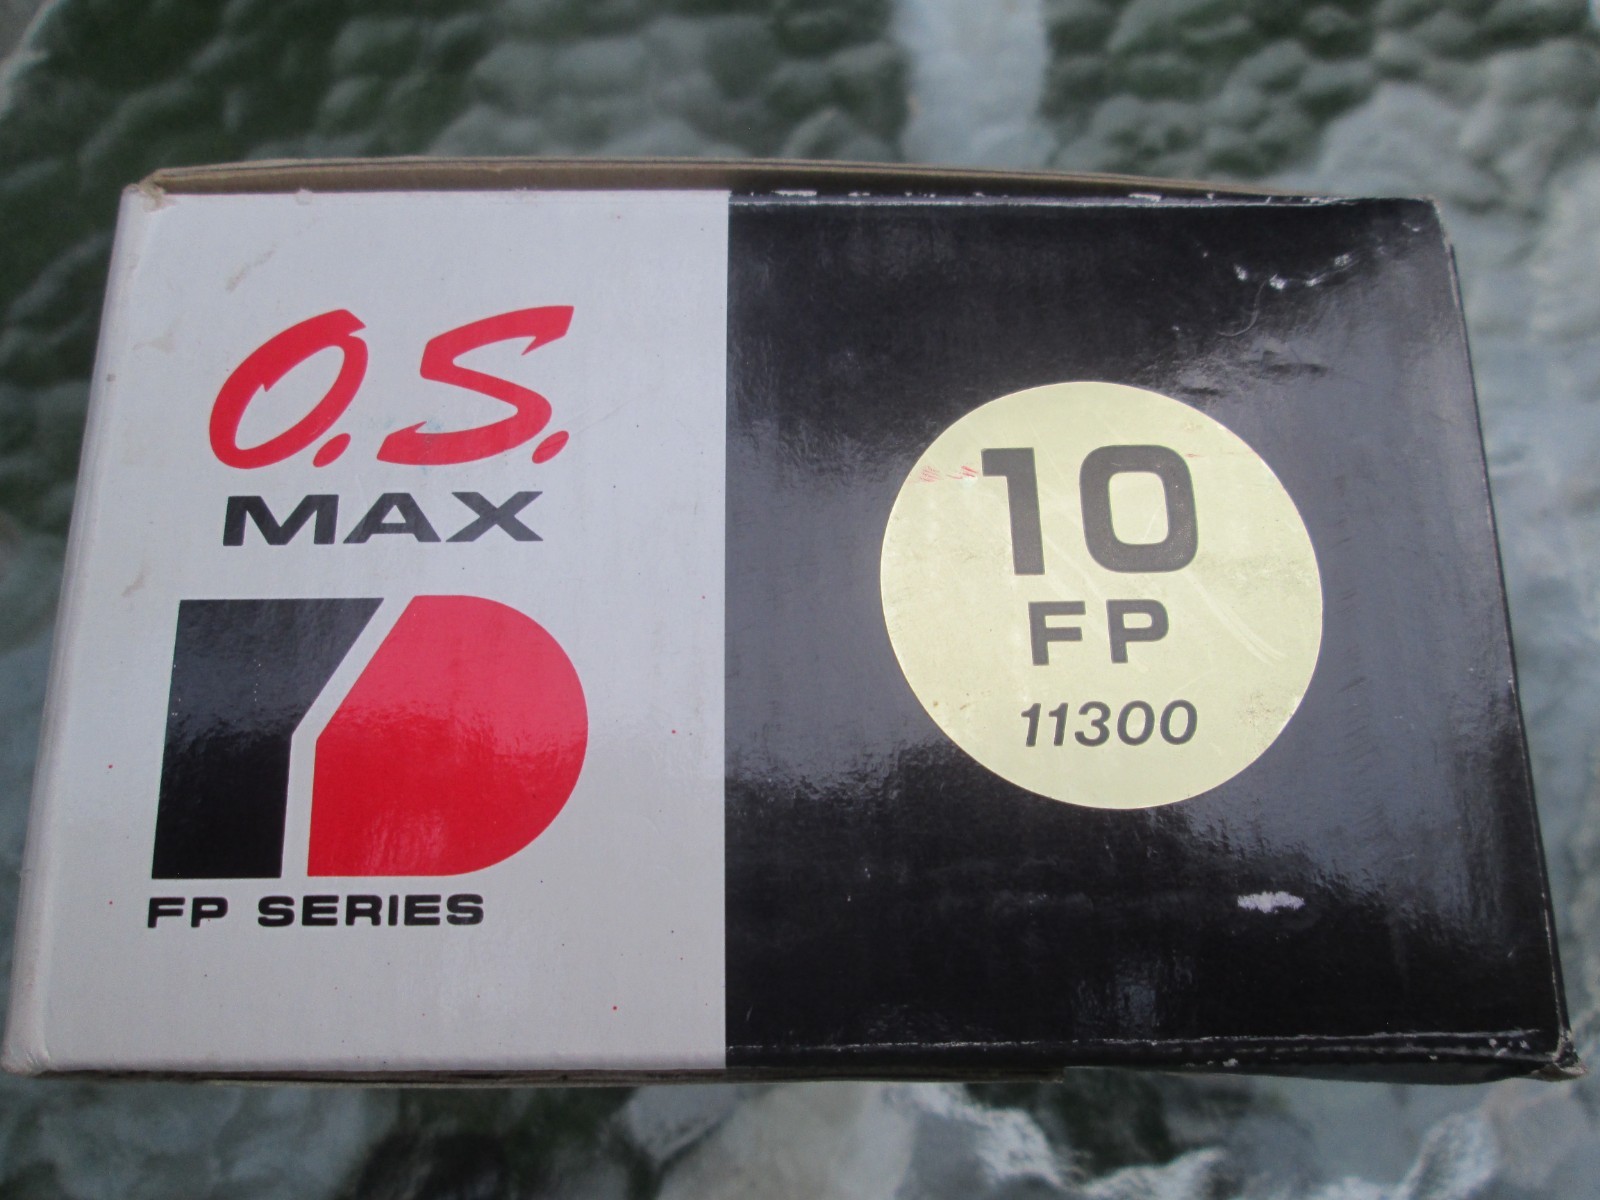 O.S.
MAX
FP SERIES
10
FP
11300